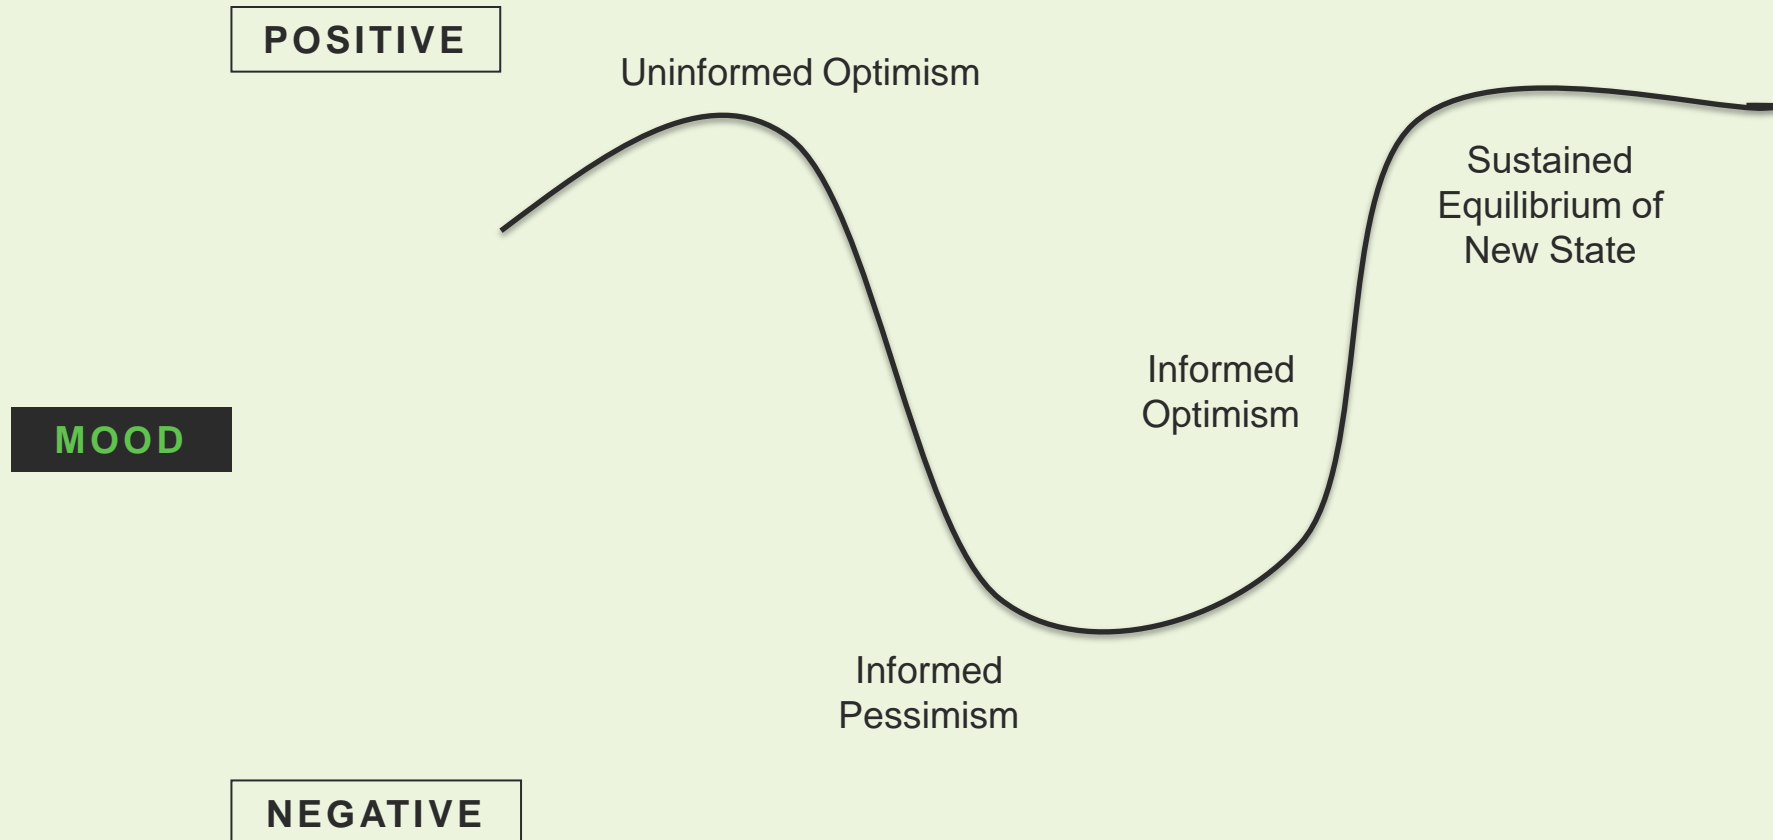 POSITIVE
Uninformed Optimism
Sustained
Equilibrium of
New State
Informed
Optimism
MOOD
Informed
Pessimism
NEGATIVE